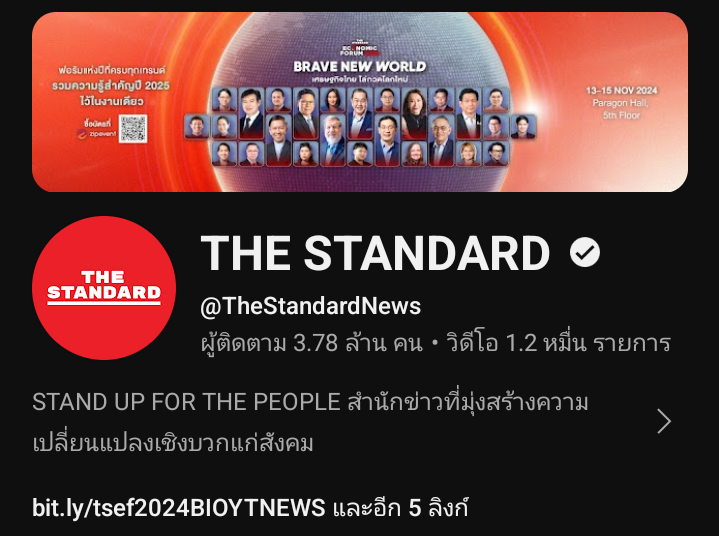 THE STANDARD
ECONOMIC
FORUM
BRAVE NEW WORLD
เศรษฐกิจไทย ไล่กวดโลกใหม่
ฟอรัมแห่งปีที่ครบทุกเทรนด์
รวมความรู้สำคัญปี 2025
ไว้ในงานเดียว
ซื้อบัตรที่
zipevent
13-15 NOV 2024
Paragon Hall,
5th Floor
THE
STANDARD
THE STANDARD
@TheStandardNews
ผู้ติดตาม 3.78 ล้าน คน • วิดีโอ 1.2 หมื่น รายการ
STAND UP FOR THE PEOPLE สำนักข่าวที่มุ่งสร้างความ
เปลี่ยนแปลงเชิงบวกแก่สังคม
bit.ly/tsef2024BIOYTNEWS และอีก 5 ลิงก์